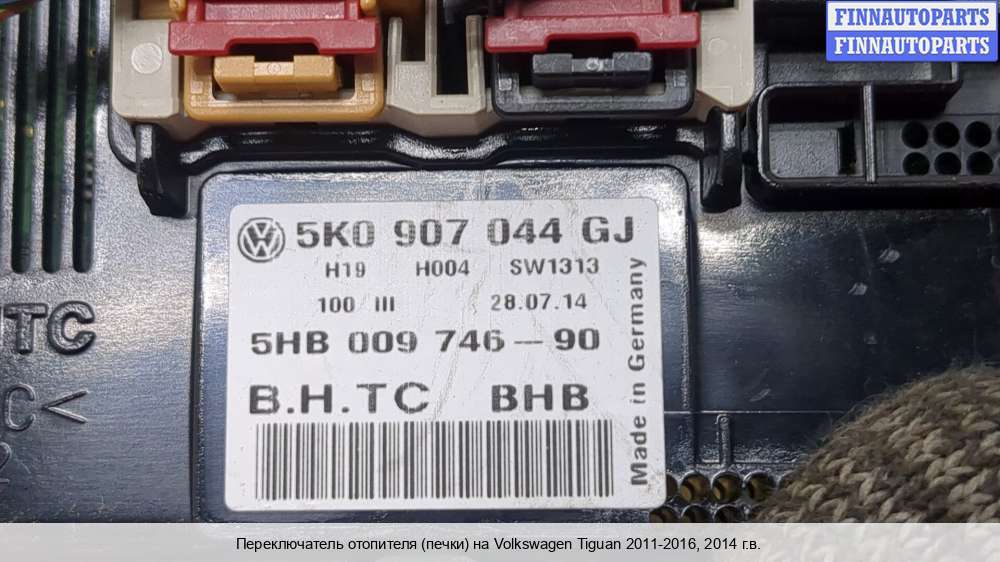 FINNAUTOPARTS
FINNAUTOPARTS
5K0 907 044 GJ
H19 H004 SW1313
100 III 28.07.14
5HB 009 746-90
B.H.TC BHB
Made in Germany
TC
C<
Переключатель отопителя (печки) на Volkswagen Tiguan 2011-2016, 2014 г.в.